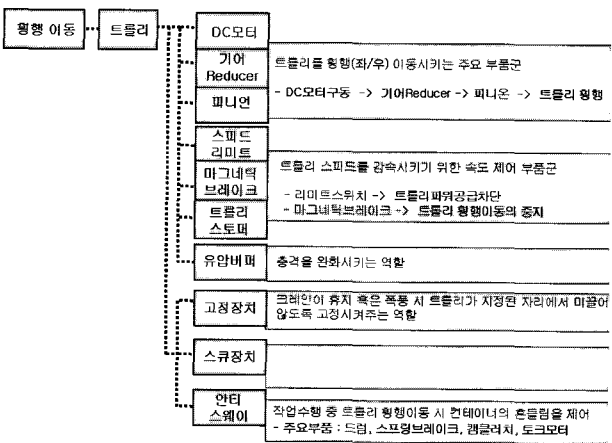 횡행 이동
트롤리
DC모터
기어
Reducer
피니언
트롤리를 횡행(좌/우) 이동시키는 주요 부품군
- DC모터구동 -> 기어Reducer -> 피니온 -> 트롤리 횡행
스피드
리미트
마그네틱
브레이크
트롤리
스토퍼
트롤리 스피드를 감속시키기 위한 속도 제어 부품군
- 리미트스위치 -> 트롤리파워공급차단
- 마그네틱브레이크 -> 트롤리 횡행이동의 중지
유압버퍼
충격을 완화시키는 역할
고정장치
크레인이 휴지 혹은 폭풍 시 트롤리가 지정된 자리에서 미끌어
않도록 고정시켜주는 역할
스큐장치
안티
스웨이
작업수행 중 트롤리 횡행이동 시 컨테이너의 흔들림을 제어
- 주요부품 : 드럼, 스프링브레이크, 캠클러치, 토크모터